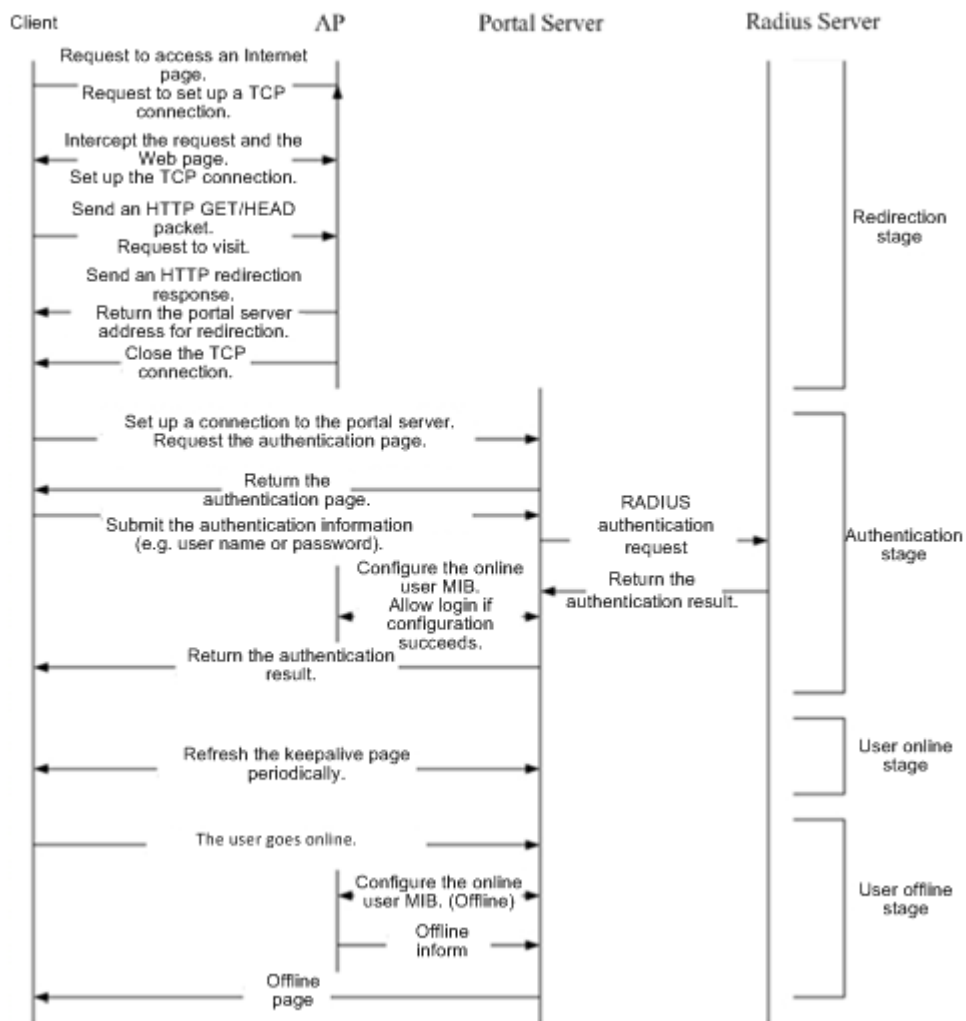 Client
AP
Portal Server
Radius Server
Request to access an Internet
page.
Request to set up a TCP
connection.
Intercept the request and the
Web page.
Set up the TCP connection.
Send an HTTP GET/HEAD
packet.
Request to visit.
Send an HTTP redirection
response.
Return the portal server
address for redirection.
Close the TCP
connection.
Redirection
stage
Set up a connection to the portal server.
Request the authentication page.
Return the
authentication page.
Submit the authentication information
(e.g. user name or password).
RADIUS
authentication
request
Configure the online
user MIB.
Allow login if
configuration
succeeds.
Return the
authentication result.
Return the authentication
result.
Authentication
stage
Refresh the keepalive page
periodically.
User online
stage
The user goes online.
Configure the online
user MIB. (Offline)
Offline
inform
Offline
page
User offline
stage